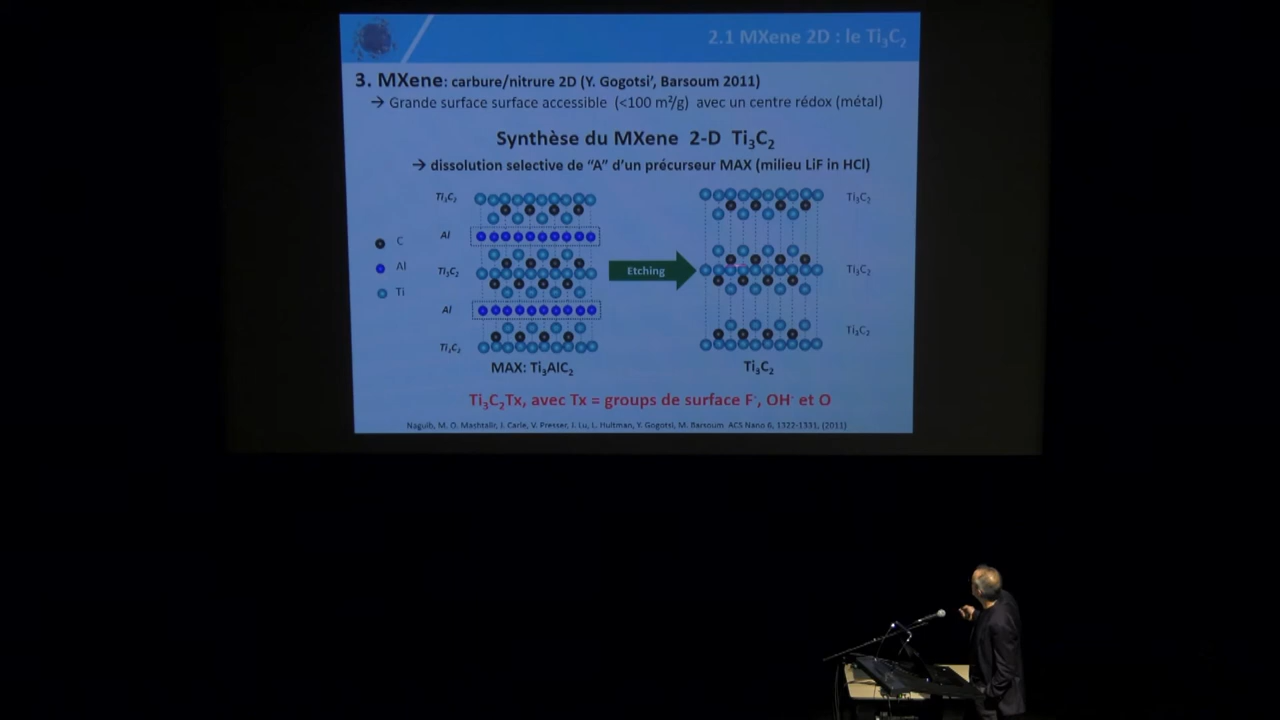 2.1 MXene 2D : le Ti₃C₂
3. MXene: carbure/nitrure 2D (Y. Gogotsi', Barsoum 2011)
→ Grande surface surface accessible (<100 m²/g) avec un centre rédox (métal)
Synthèse du MXene 2-D Ti₃C₂
→ dissolution selective de "A" d'un précurseur MAX (milieu LiF in HCl)
Ti₃C₂
Al
Ti₃C₂
Al
Ti₃C₂
C
Al
Ti
Etching
Ti₃C₂
Ti₃C₂
Ti₃C₂
MAX: Ti₃AlC₂
Ti₃C₂
Ti₃C₂Tx, avec Tx = groups de surface F⁻, OH⁻ et O
Naguib, M. O. Mashtalir, J. Carle, V. Presser, J. Lu, L. Hultman, Y. Gogotsi, M. Barsoum ACS Nano 6, 1322-1331, (2011)